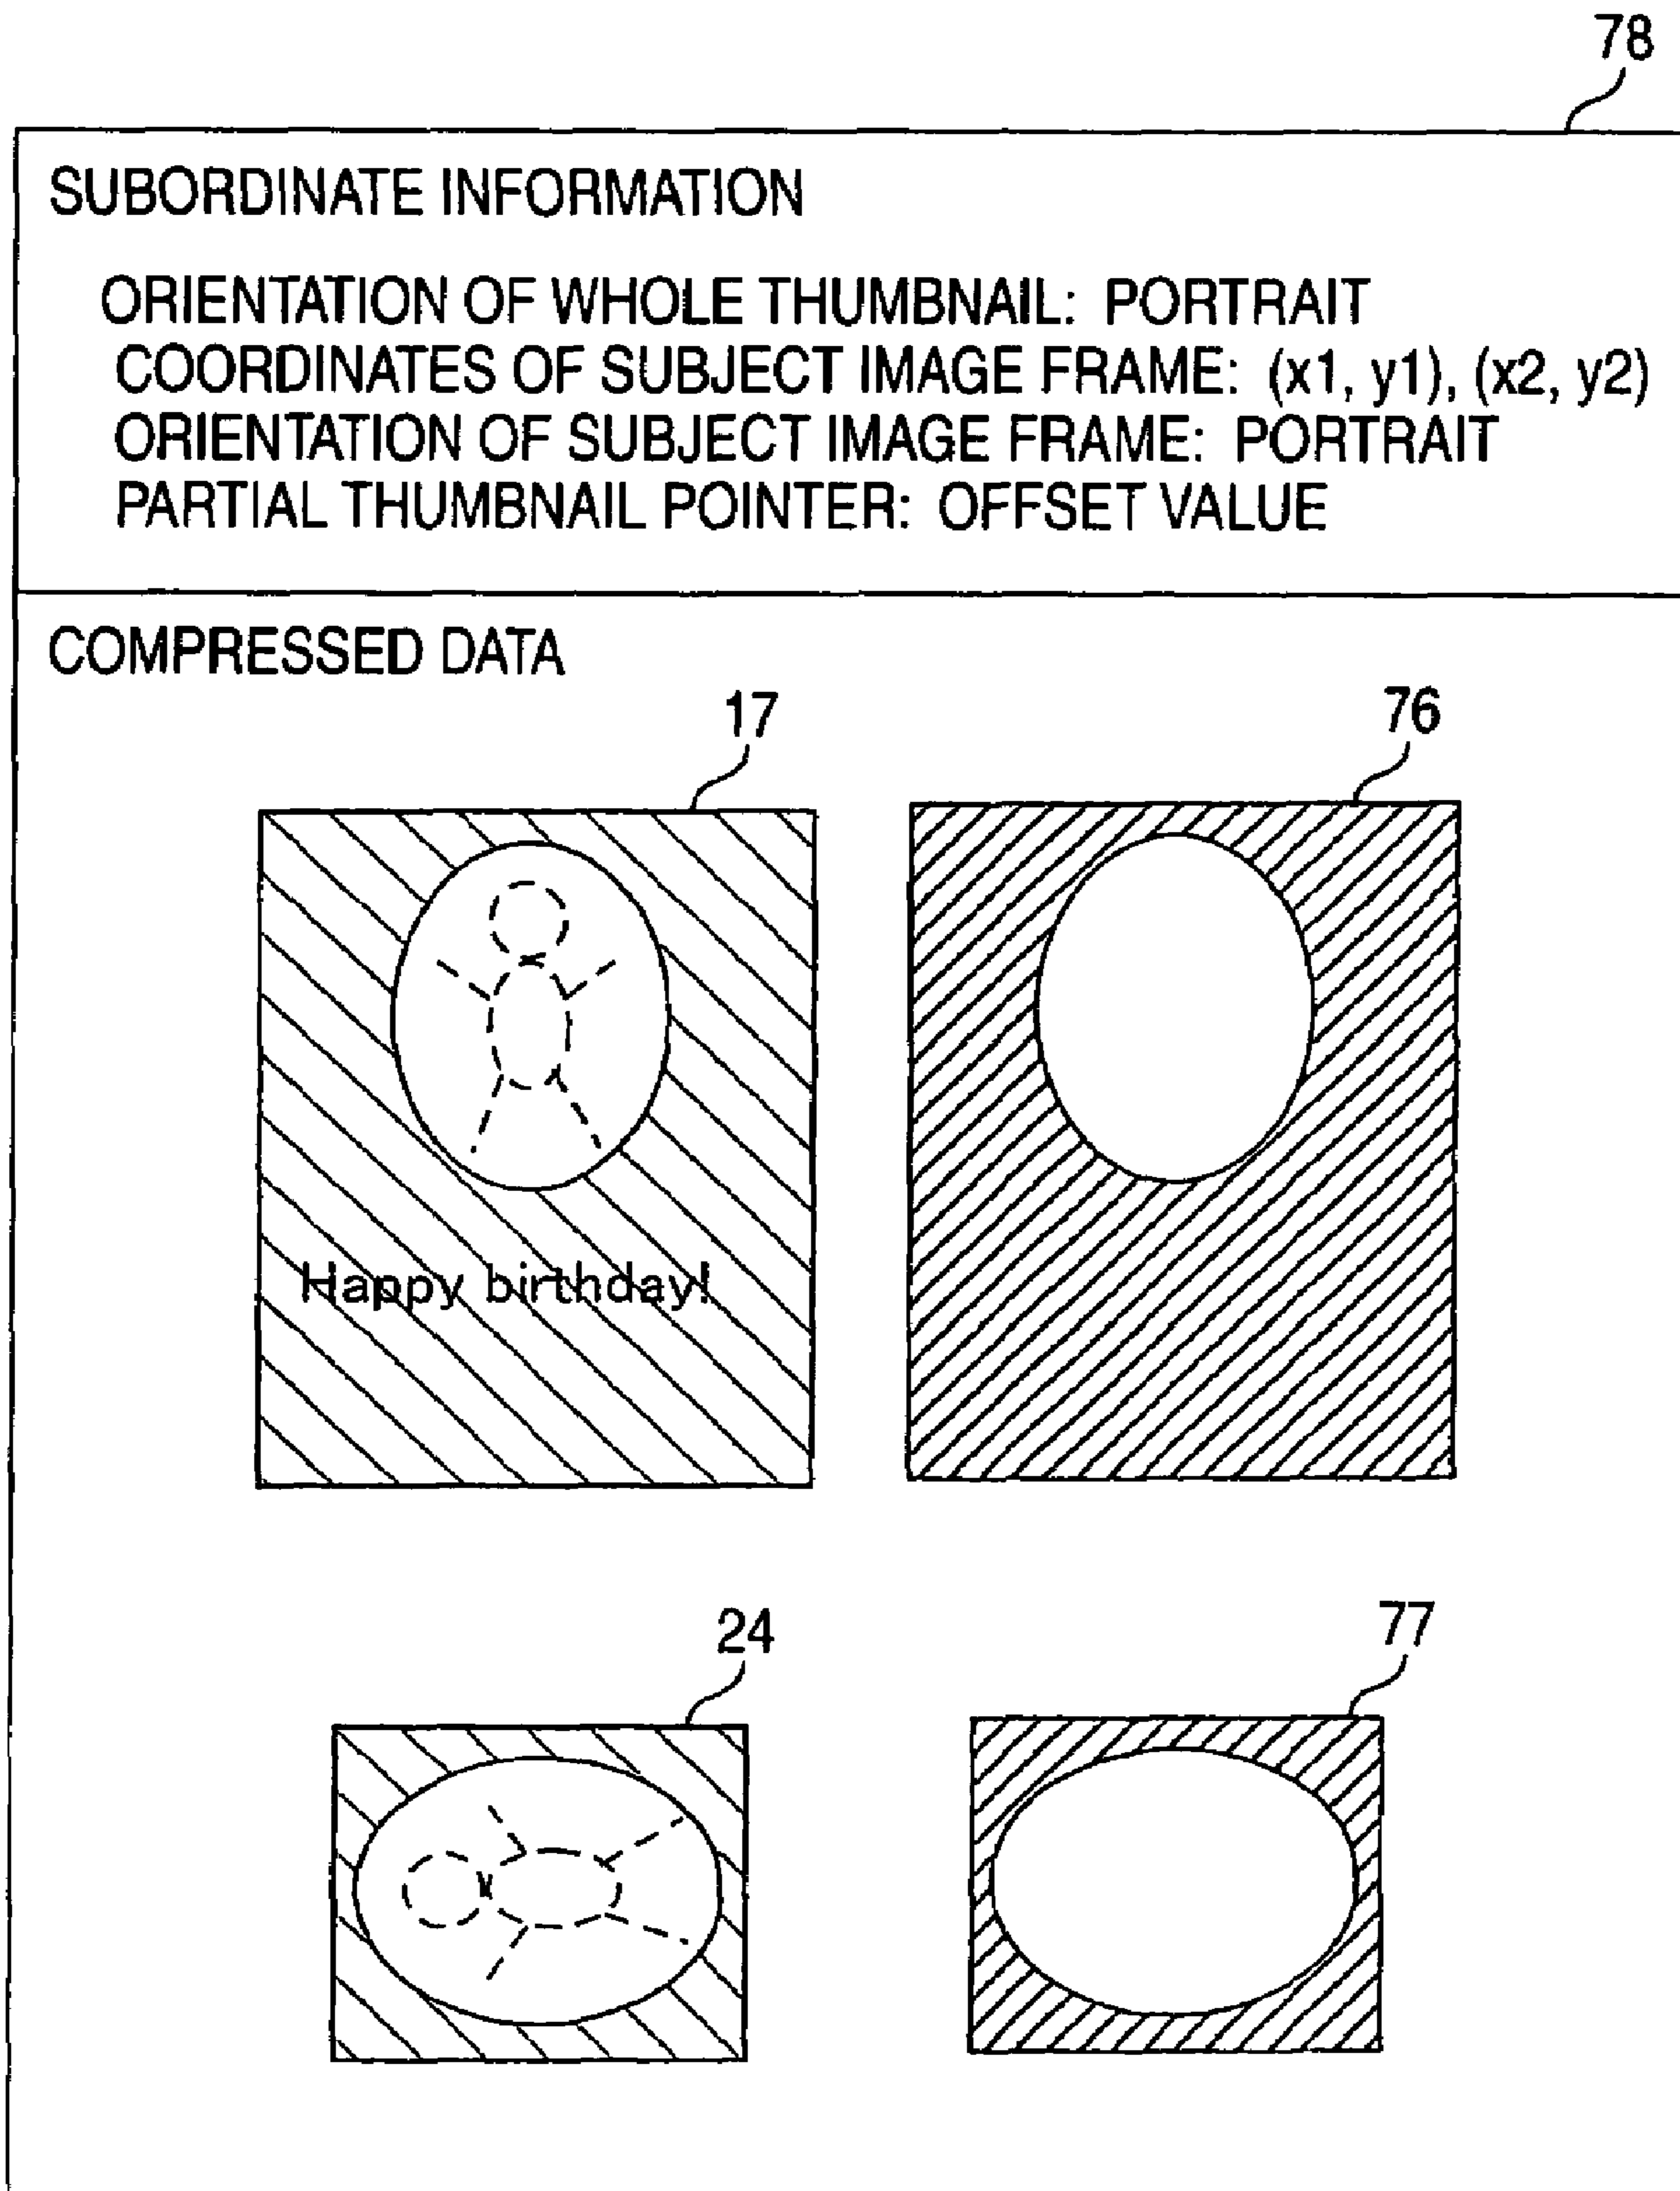 78
SUBORDINATE INFORMATION
ORIENTATION OF WHOLE THUMBNAIL: PORTRAIT
COORDINATES OF SUBJECT IMAGE FRAME: (x1, y1), (x2, y2)
ORIENTATION OF SUBJECT IMAGE FRAME: PORTRAIT
PARTIAL THUMBNAIL POINTER: OFFSET VALUE
COMPRESSED DATA
17
76
Happy birthday!
24
77